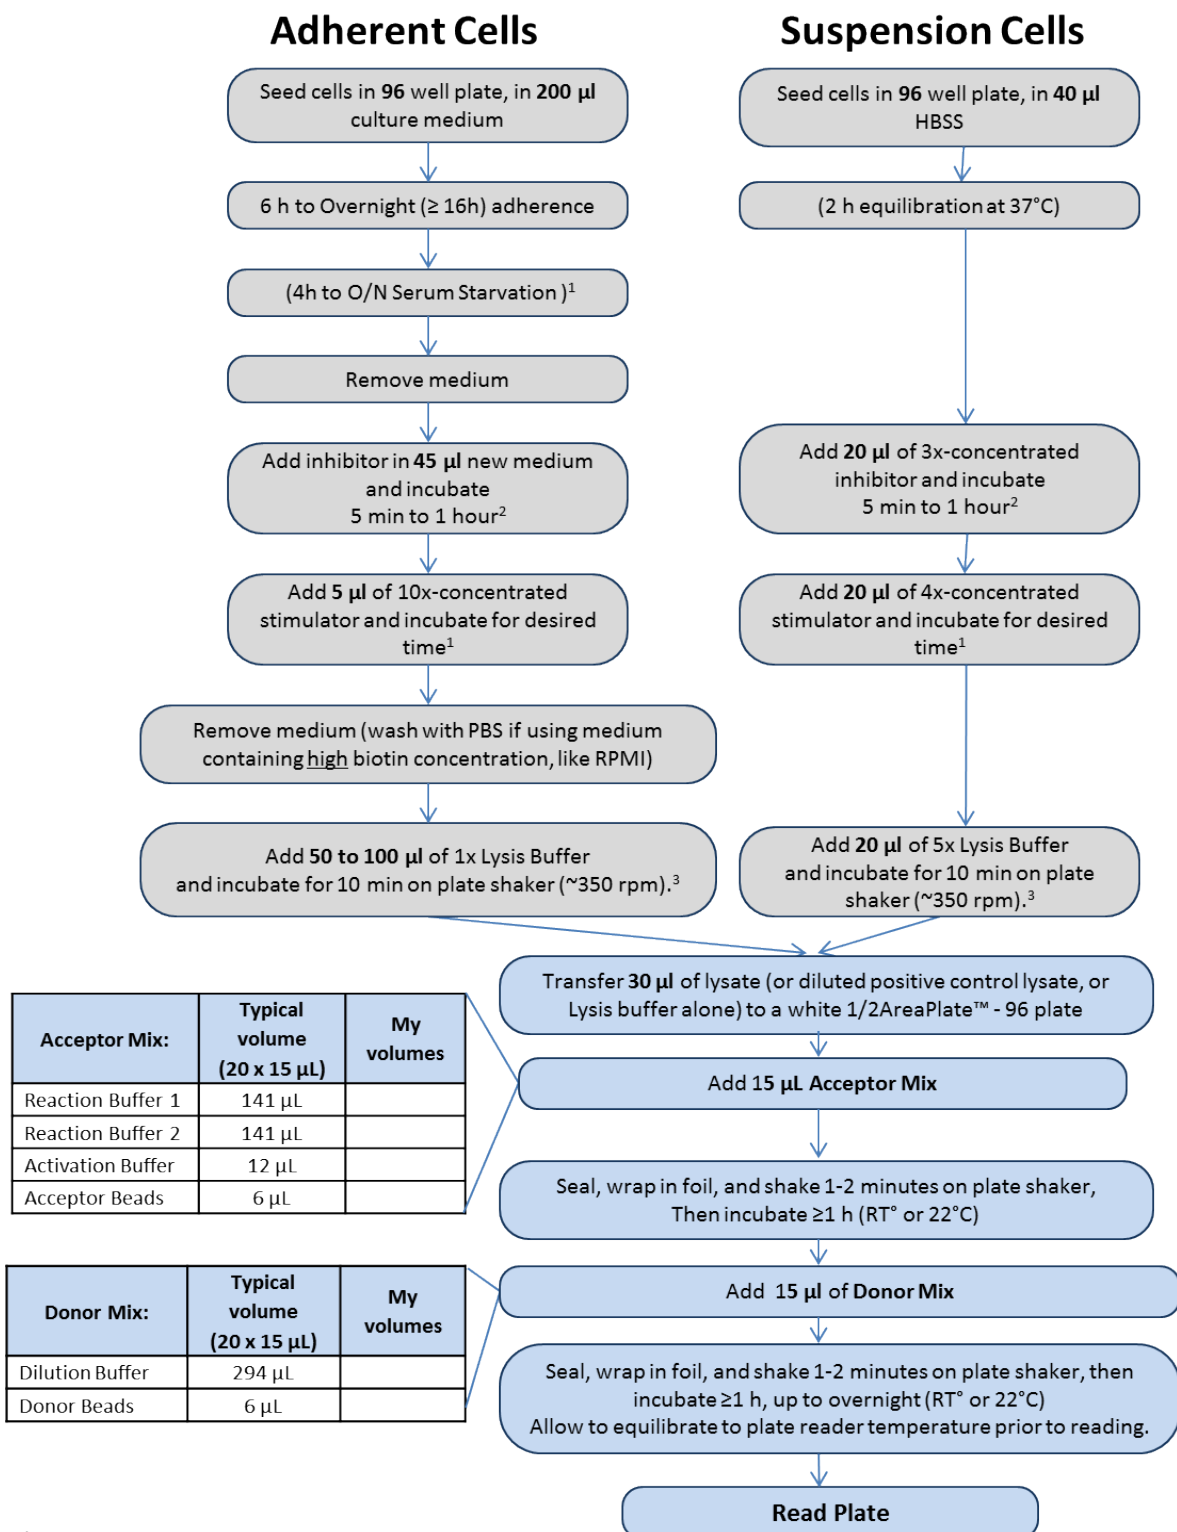 Adherent Cells
Seed cells in 96 well plate, in 200 µl
culture medium
6 h to Overnight (≥ 16h) adherence
(4h to O/N Serum Starvation )1
Remove medium
Add inhibitor in 45 µl new medium
and incubate
5 min to 1 hour2
Add 5 µl of 10x-concentrated
stimulator and incubate for desired
time1
Remove medium (wash with PBS if using medium
containing high biotin concentration, like RPMI)
Add 50 to 100 µl of 1x Lysis Buffer
and incubate for 10 min on plate shaker (~350 rpm).3
Suspension Cells
Seed cells in 96 well plate, in 40 µl
HBSS
(2 h equilibration at 37°C)
Add 20 µl of 3x-concentrated
inhibitor and incubate
5 min to 1 hour2
Add 20 µl of 4x-concentrated
stimulator and incubate for desired
time1
Add 20 µl of 5x Lysis Buffer
and incubate for 10 min on plate
shaker (~350 rpm).3
Transfer 30 µl of lysate (or diluted positive control lysate, or
Lysis buffer alone) to a white 1/2AreaPlate™ - 96 plate
Add 15 µL Acceptor Mix
Acceptor Mix:
Typical
volume
(20 x 15 µL)
My
volumes
Reaction Buffer 1 141 µL
Reaction Buffer 2 141 µL
Activation Buffer 12 µL
Acceptor Beads 6 µL
Seal, wrap in foil, and shake 1-2 minutes on plate shaker,
Then incubate ≥1 h (RT° or 22°C)
Add 15 µl of Donor Mix
Donor Mix:
Typical
volume
(20 x 15 µL)
My
volumes
Dilution Buffer 294 µL
Donor Beads 6 µL
Seal, wrap in foil, and shake 1-2 minutes on plate shaker, then
incubate ≥1 h, up to overnight (RT° or 22°C)
Allow to equilibrate to plate reader temperature prior to reading.
Read Plate